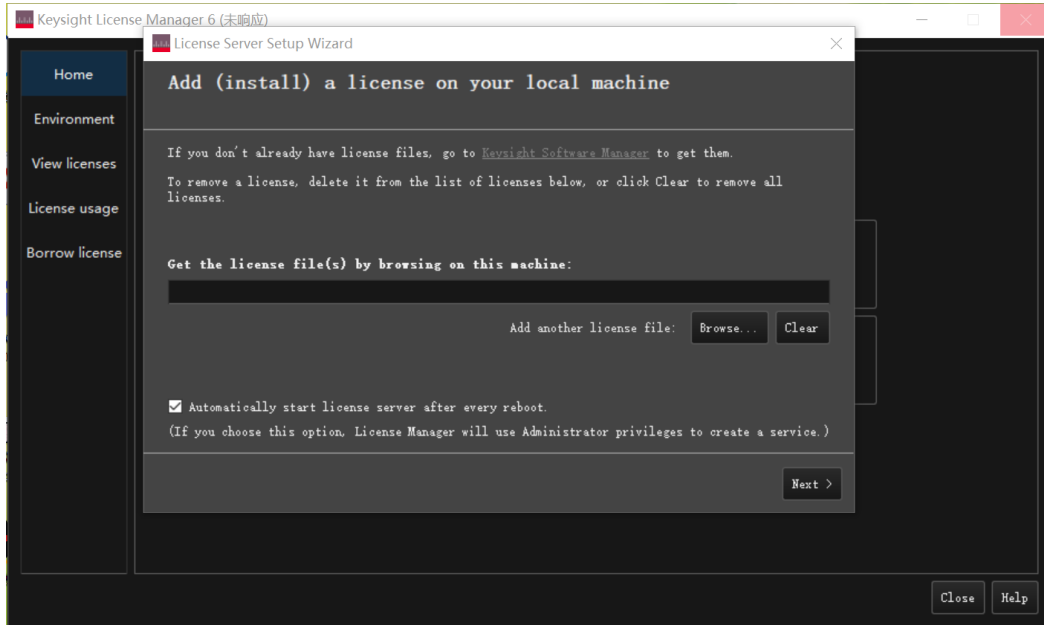 Keysight License Manager 6 (未响应)
License Server Setup Wizard
Home
Environment
View licenses
License usage
Borrow license
Add (install) a license on your local machine
If you don't already have license files, go to Keysight Software Manager to get them.
To remove a license, delete it from the list of licenses below, or click Clear to remove all
licenses.
Get the license file(s) by browsing on this machine:
Add another license file: Browse... Clear
Automatically start license server after every reboot.
(If you choose this option, License Manager will use Administrator privileges to create a service.)
Next >
Close Help